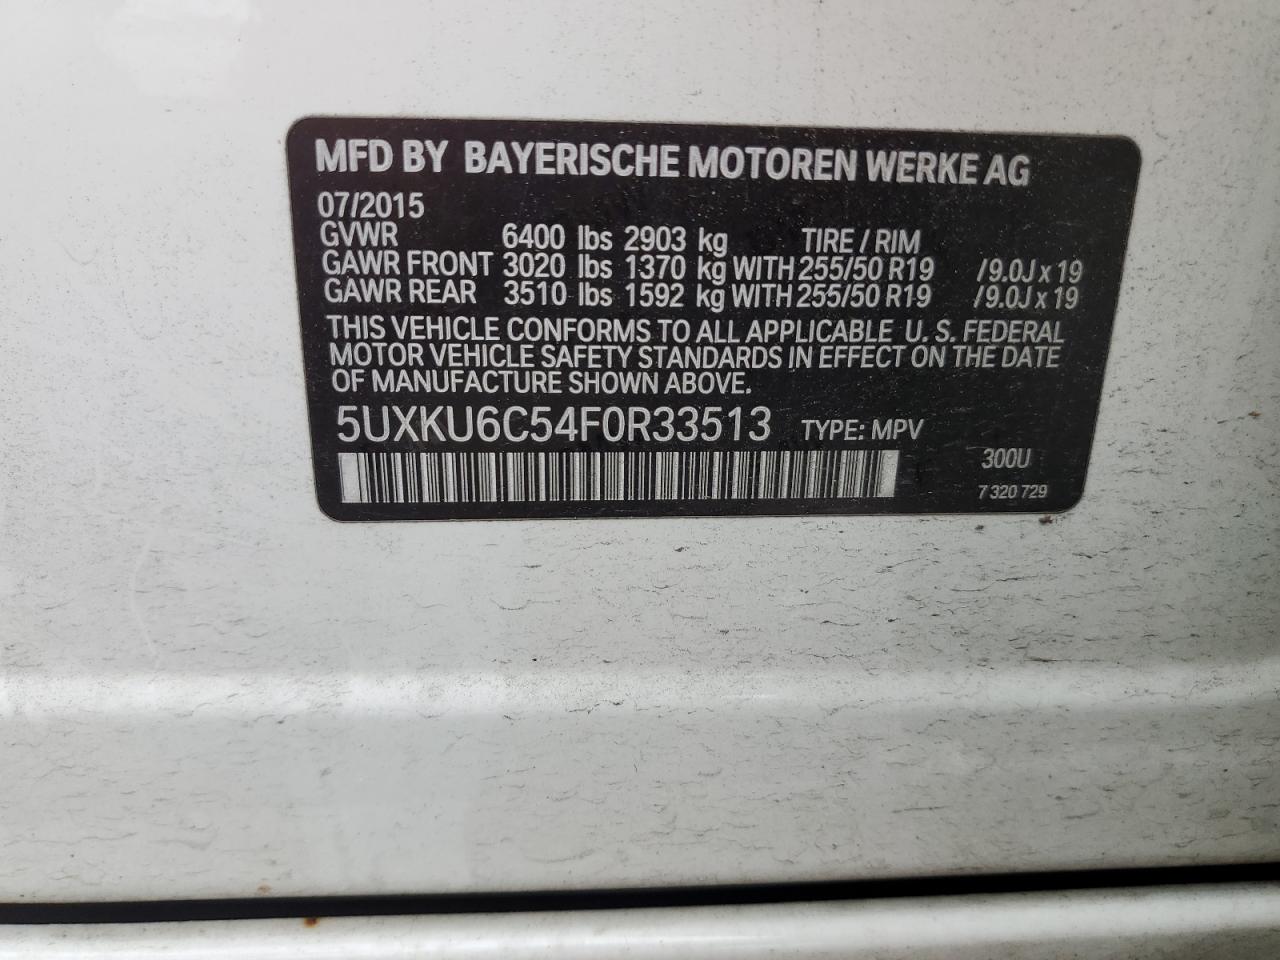 MFD BY BAYERISCHE MOTOREN WERKE AG
07/2015
GVWR 6400 lbs 2903 kg TIRE / RIM
GAWR FRONT 3020 lbs 1370 kg WITH 255/50 R19 /9.0J x 19
GAWR REAR 3510 lbs 1592 kg WITH 255/50 R19 /9.0J x 19
THIS VEHICLE CONFORMS TO ALL APPLICABLE U. S. FEDERAL
MOTOR VEHICLE SAFETY STANDARDS IN EFFECT ON THE DATE
OF MANUFACTURE SHOWN ABOVE.
5UXKU6C54F0R33513 TYPE: MPV
300U
7 320 729